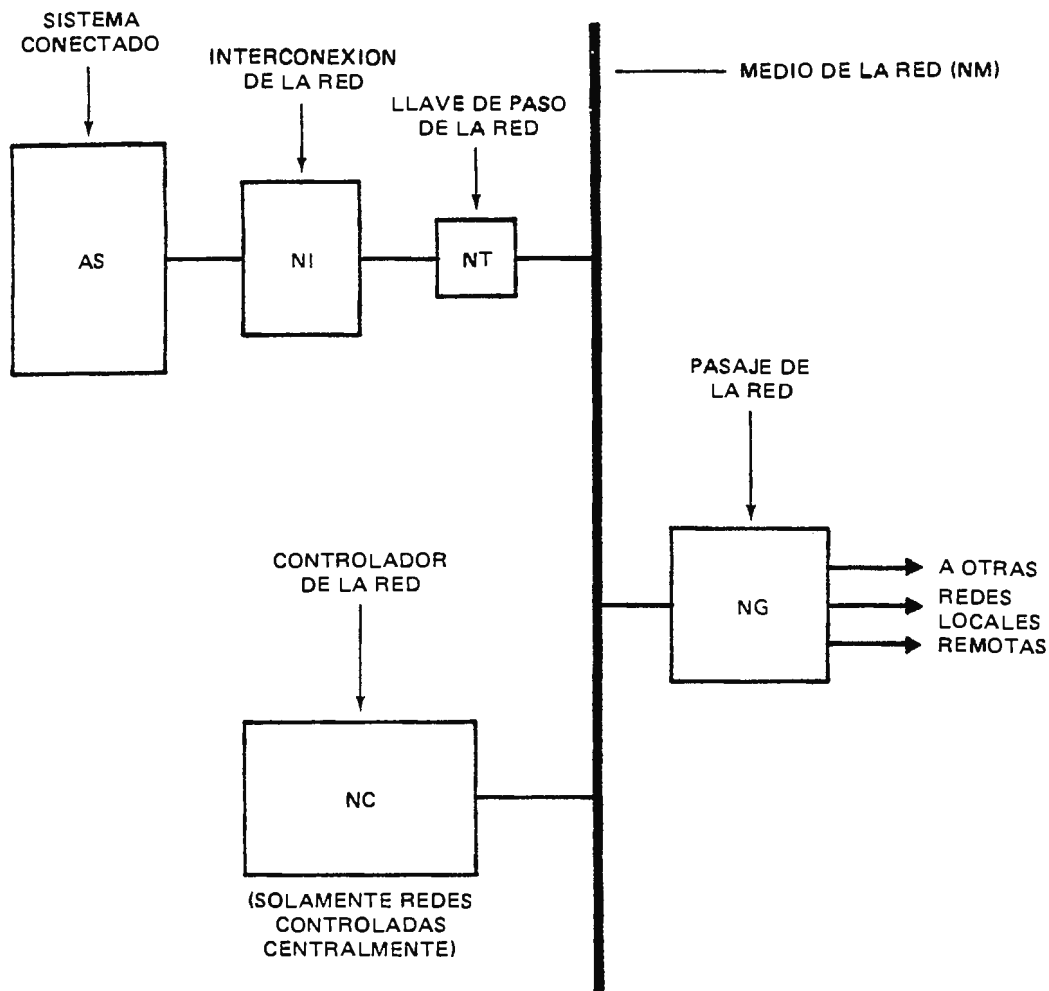 SISTEMA
CONECTADO
INTERCONEXION
DE LA RED
LLAVE DE PASO
DE LA RED
MEDIO DE LA RED (NM)
AS
NI
NT
PASAJE DE
LA RED
CONTROLADOR
DE LA RED
NG
A OTRAS
REDES
LOCALES
REMOTAS
NC
(SOLAMENTE REDES
CONTROLADAS
CENTRALMENTE)